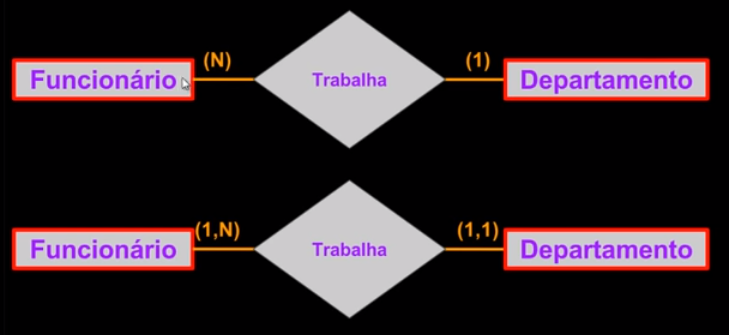 (N) (1)
Funcionário Trabalha Departamento
(1,N) (1,1)
Funcionário Trabalha Departamento